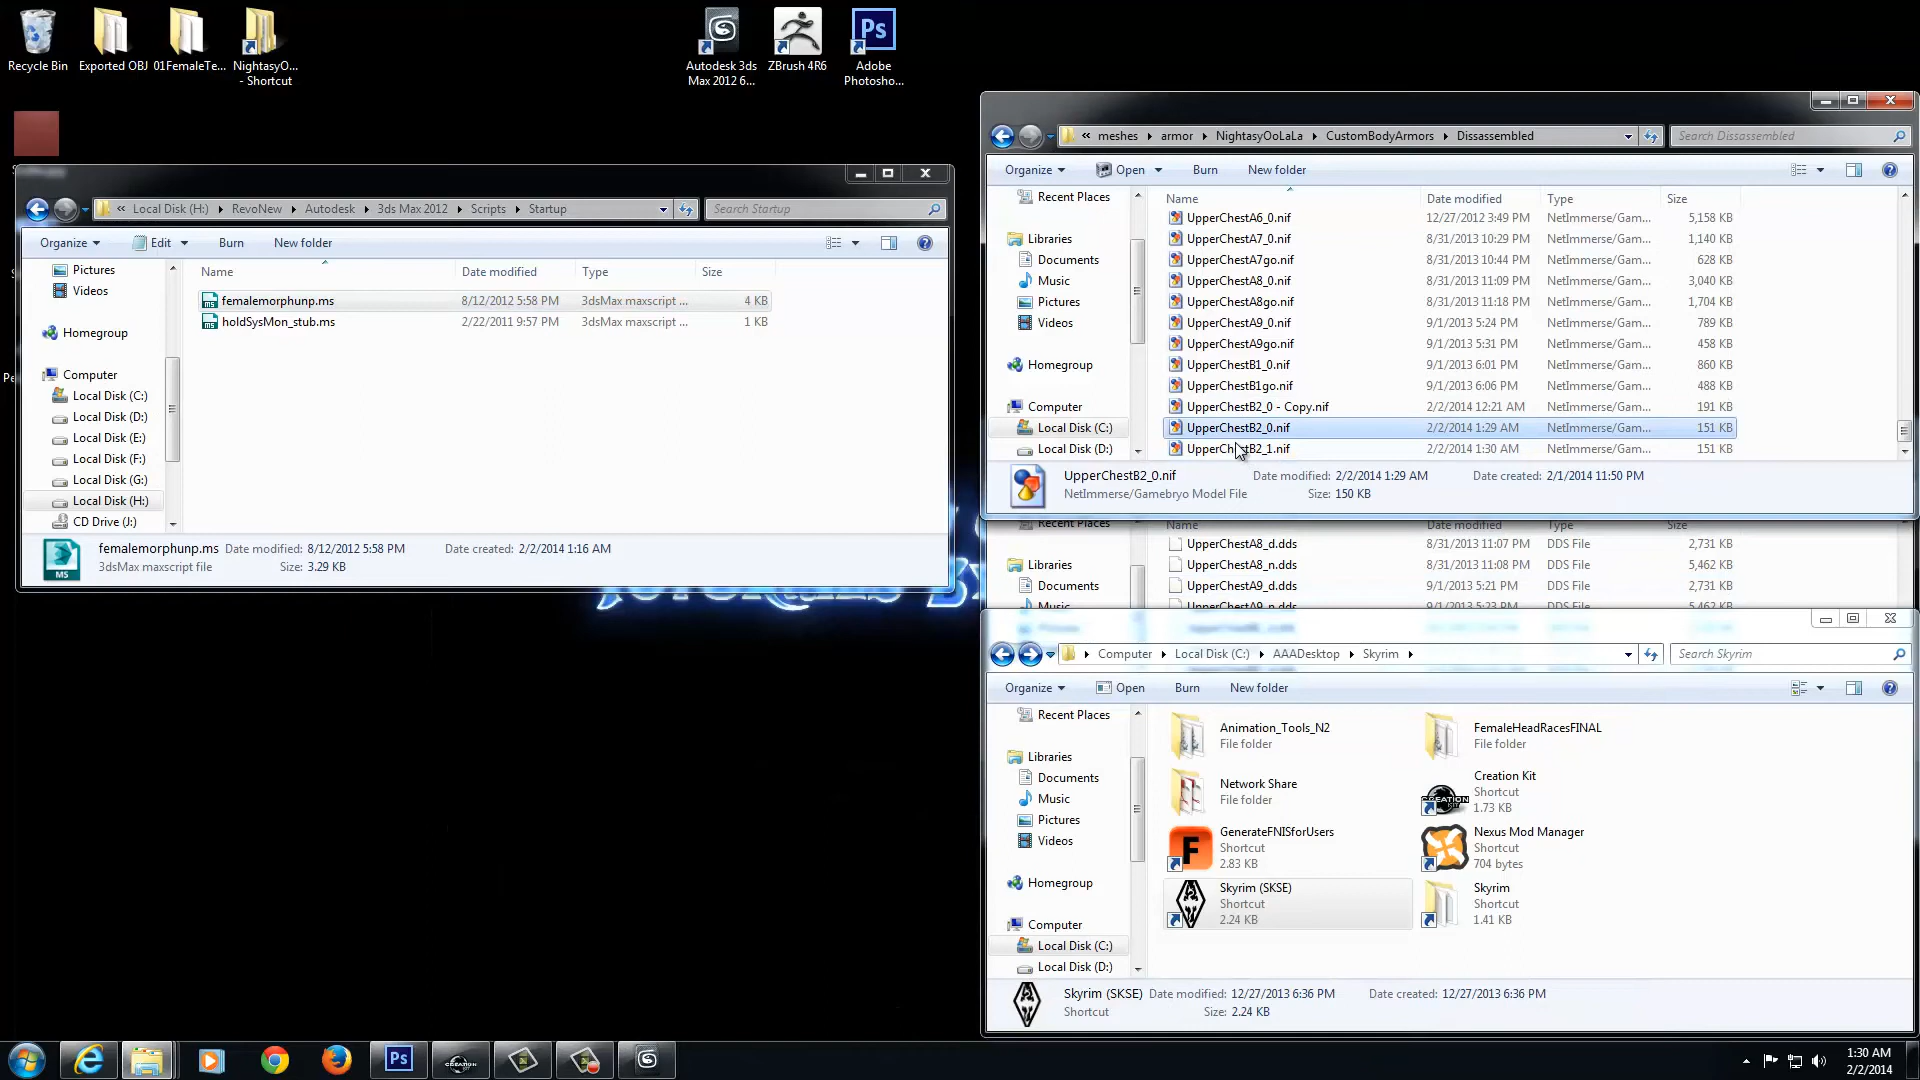 Recycle Bin
Exported OBJ
01FemaleTe...
NightasyO...
- Shortcut
Autodesk 3ds
Max 2012 6...
ZBrush 4R6
Adobe
Photosho...
Local Disk (H:) RevoNew Autodesk 3ds Max 2012 Scripts Startup
Search Startup
Organize Edit Burn New folder
Name Date modified Type Size
femalemorphunp.ms 8/12/2012 5:58 PM 3dsMax maxscript ... 4 KB
holdSysMon_stub.ms 2/22/2011 9:57 PM 3dsMax maxscript ... 1 KB
Pictures
Videos
Homegroup
Computer
Local Disk (C:)
Local Disk (D:)
Local Disk (E:)
Local Disk (F:)
Local Disk (G:)
Local Disk (H:)
CD Drive (J:)
femalemorphunp.ms Date modified: 8/12/2012 5:58 PM Date created: 2/2/2014 1:16 AM
3dsMax maxscript file Size: 3.29 KB
MS
« meshes armor NightasyOoLaLa CustomBodyArmors Dissassembled
Search Dissassembled
Organize Open Burn New folder
Recent Places
Libraries
Documents
Music
Pictures
Videos
Homegroup
Computer
Local Disk (C:)
Local Disk (D:)
Name Date modified Type Size
UpperChestA6_0.nif 12/27/2012 3:49 PM NetImmerse/Gam... 5,158 KB
UpperChestA7_0.nif 8/31/2013 10:29 PM NetImmerse/Gam... 1,140 KB
UpperChestA7go.nif 8/31/2013 10:44 PM NetImmerse/Gam... 628 KB
UpperChestA8_0.nif 8/31/2013 11:09 PM NetImmerse/Gam... 3,040 KB
UpperChestA8go.nif 8/31/2013 11:18 PM NetImmerse/Gam... 1,704 KB
UpperChestA9_0.nif 9/1/2013 5:24 PM NetImmerse/Gam... 789 KB
UpperChestA9go.nif 9/1/2013 5:31 PM NetImmerse/Gam... 458 KB
UpperChestB1_0.nif 9/1/2013 6:01 PM NetImmerse/Gam... 860 KB
UpperChestB1go.nif 9/1/2013 6:06 PM NetImmerse/Gam... 488 KB
UpperChestB2_0 - Copy.nif 2/2/2014 12:21 AM NetImmerse/Gam... 191 KB
UpperChestB2_0.nif 2/2/2014 1:29 AM NetImmerse/Gam... 151 KB
UpperChestB2_1.nif 2/2/2014 1:30 AM NetImmerse/Gam... 151 KB
UpperChestB2_0.nif Date modified: 2/2/2014 1:29 AM Date created: 2/1/2014 11:50 PM
NetImmerse/Gamebryo Model File Size: 150 KB
Recent Places
Libraries
Documents
Music
Name Date modified Type Size
UpperChestA8_d.dds 8/31/2013 11:07 PM DDS File 2,731 KB
UpperChestA8_n.dds 8/31/2013 11:08 PM DDS File 5,462 KB
UpperChestA9_d.dds 9/1/2013 5:21 PM DDS File 2,731 KB
UpperChestA9_n.dds 9/1/2013 5:23 PM DDS File 5,462 KB
Computer Local Disk (C:) AAADesktop Skyrim
Search Skyrim
Organize Open Burn New folder
Recent Places
Libraries
Documents
Music
Pictures
Videos
Homegroup
Computer
Local Disk (C:)
Local Disk (D:)
Animation_Tools_N2
File folder
FemaleHeadRacesFINAL
File folder
Network Share
File folder
Creation Kit
Shortcut
1.73 KB
GenerateFNISforUsers
Shortcut
2.83 KB
Nexus Mod Manager
Shortcut
704 bytes
Skyrim (SKSE)
Shortcut
2.24 KB
Skyrim
Shortcut
1.41 KB
Skyrim (SKSE) Date modified: 12/27/2013 6:36 PM Date created: 12/27/2013 6:36 PM
Shortcut Size: 2.24 KB
1:30 AM
2/2/2014